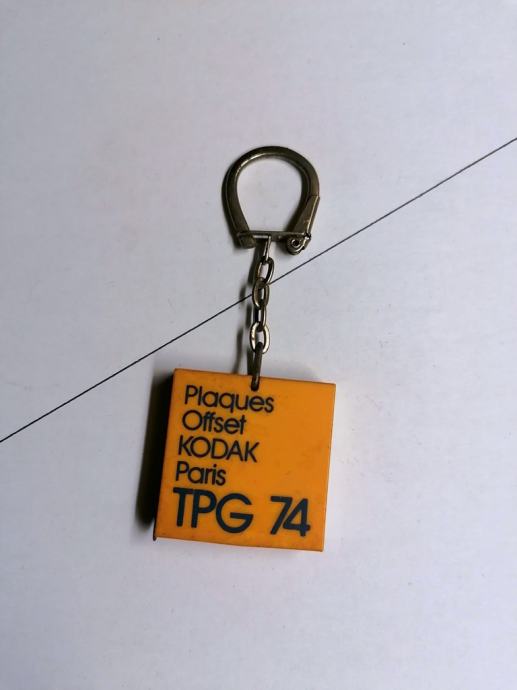 Plaques
Offset
KODAK
Paris
TPG 74